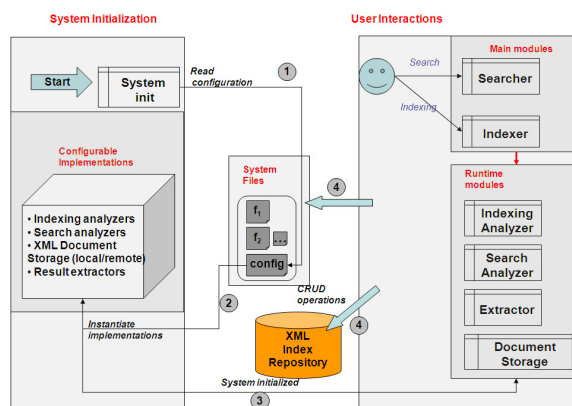 System Initialization
User Interactions
Start
System
init
Read
configuration
1
Search
Indexing
Main modules
Searcher
Indexer
Configurable
Implementations
• Indexing analyzers
• Search analyzers
• XML Document
Storage (local/remote)
• Result extractors
System
Files
f1
f2
...
config
4
Runtime
modules
Indexing
Analyzer
Search
Analyzer
Extractor
Document
Storage
2
Instantiate
implementations
CRUD
operations
4
XML
Index
Repository
System initialized
3